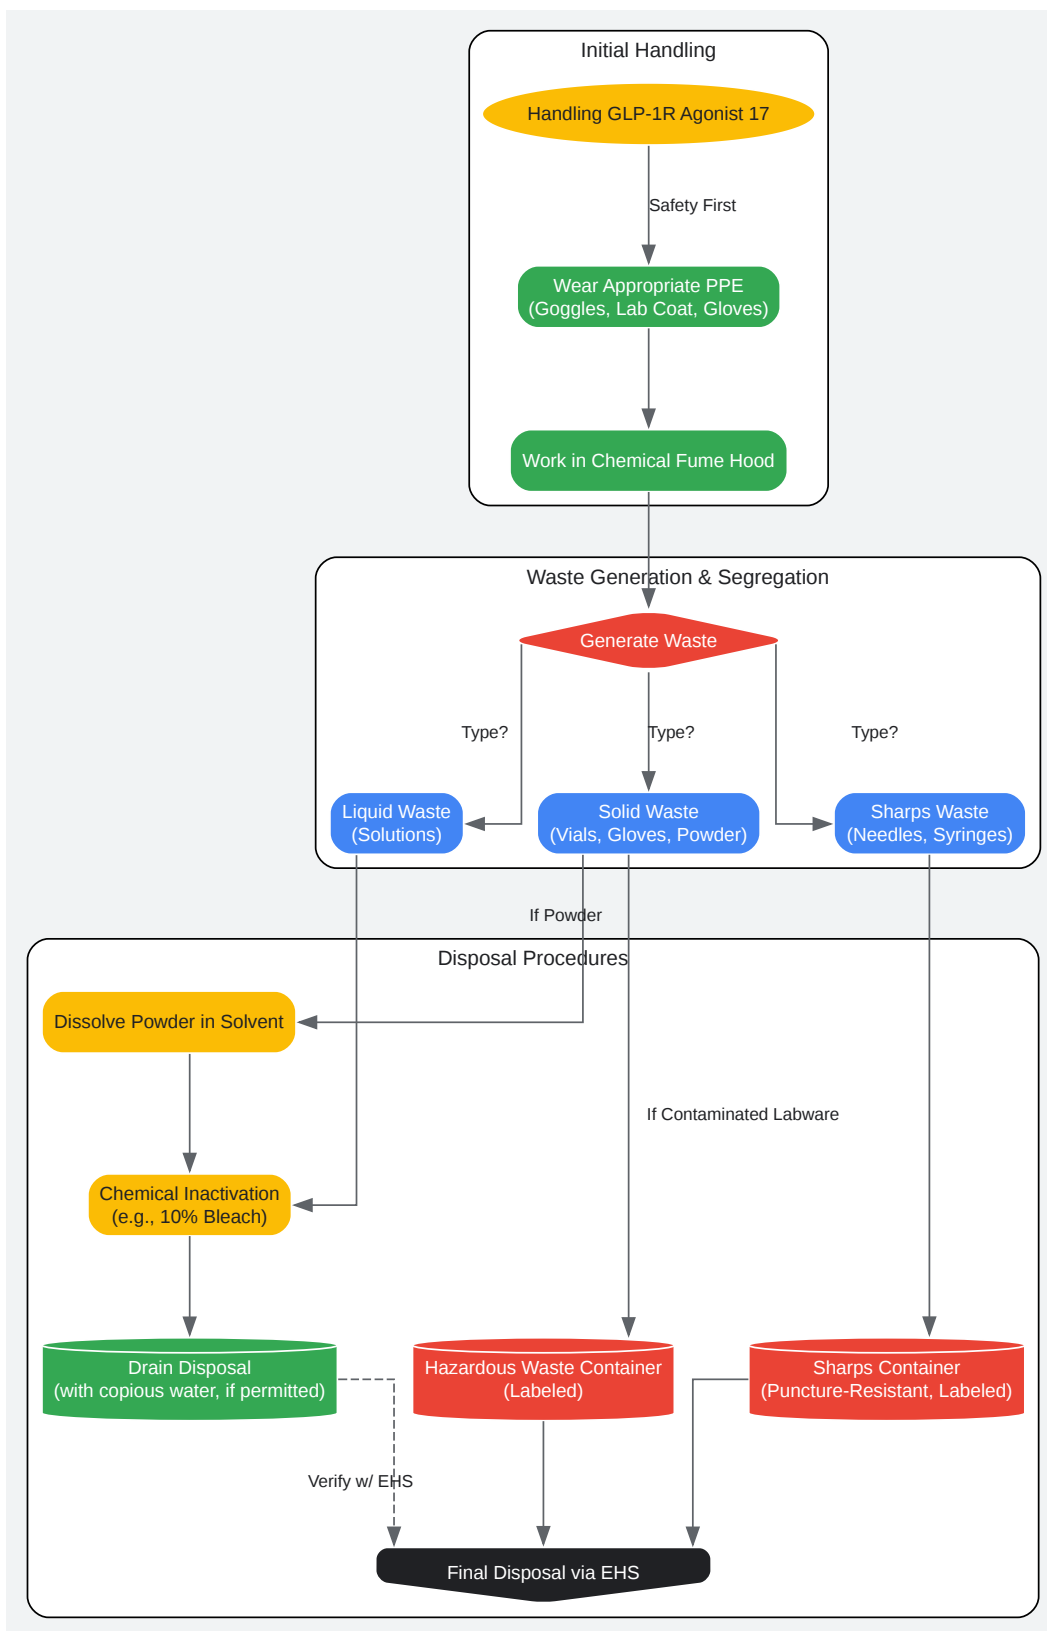 Initial Handling
Handling GLP-1R Agonist 17
Safety First
Wear Appropriate PPE
(Goggles, Lab Coat, Gloves)
Work in Chemical Fume Hood
Waste Generation & Segregation
Generate Waste
Type?
Type?
Type?
Liquid Waste
(Solutions)
Solid Waste
(Vials, Gloves, Powder)
Sharps Waste
(Needles, Syringes)
If Powder
Disposal Procedures
Dissolve Powder in Solvent
If Contaminated Labware
Chemical Inactivation
(e.g., 10% Bleach)
Drain Disposal
(with copious water, if permitted)
Hazardous Waste Container
(Labeled)
Sharps Container
(Puncture-Resistant, Labeled)
Verify w/ EHS
Final Disposal via EHS